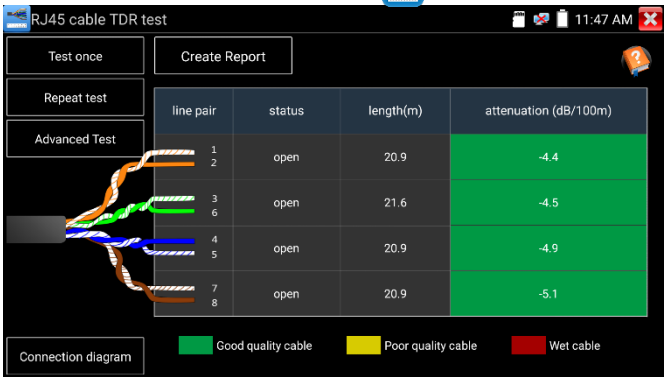 RJ45 cable TDR test
11:47 AM
Test once
Create Report
Repeat test
Advanced Test
line pair status length(m) attenuation (dB/100m)
1
2
open 20.9 -4.4
3
6
open 21.6 -4.5
4
5
open 20.9 -4.9
7
8
open 20.9 -5.1
Good quality cable Poor quality cable Wet cable
Connection diagram